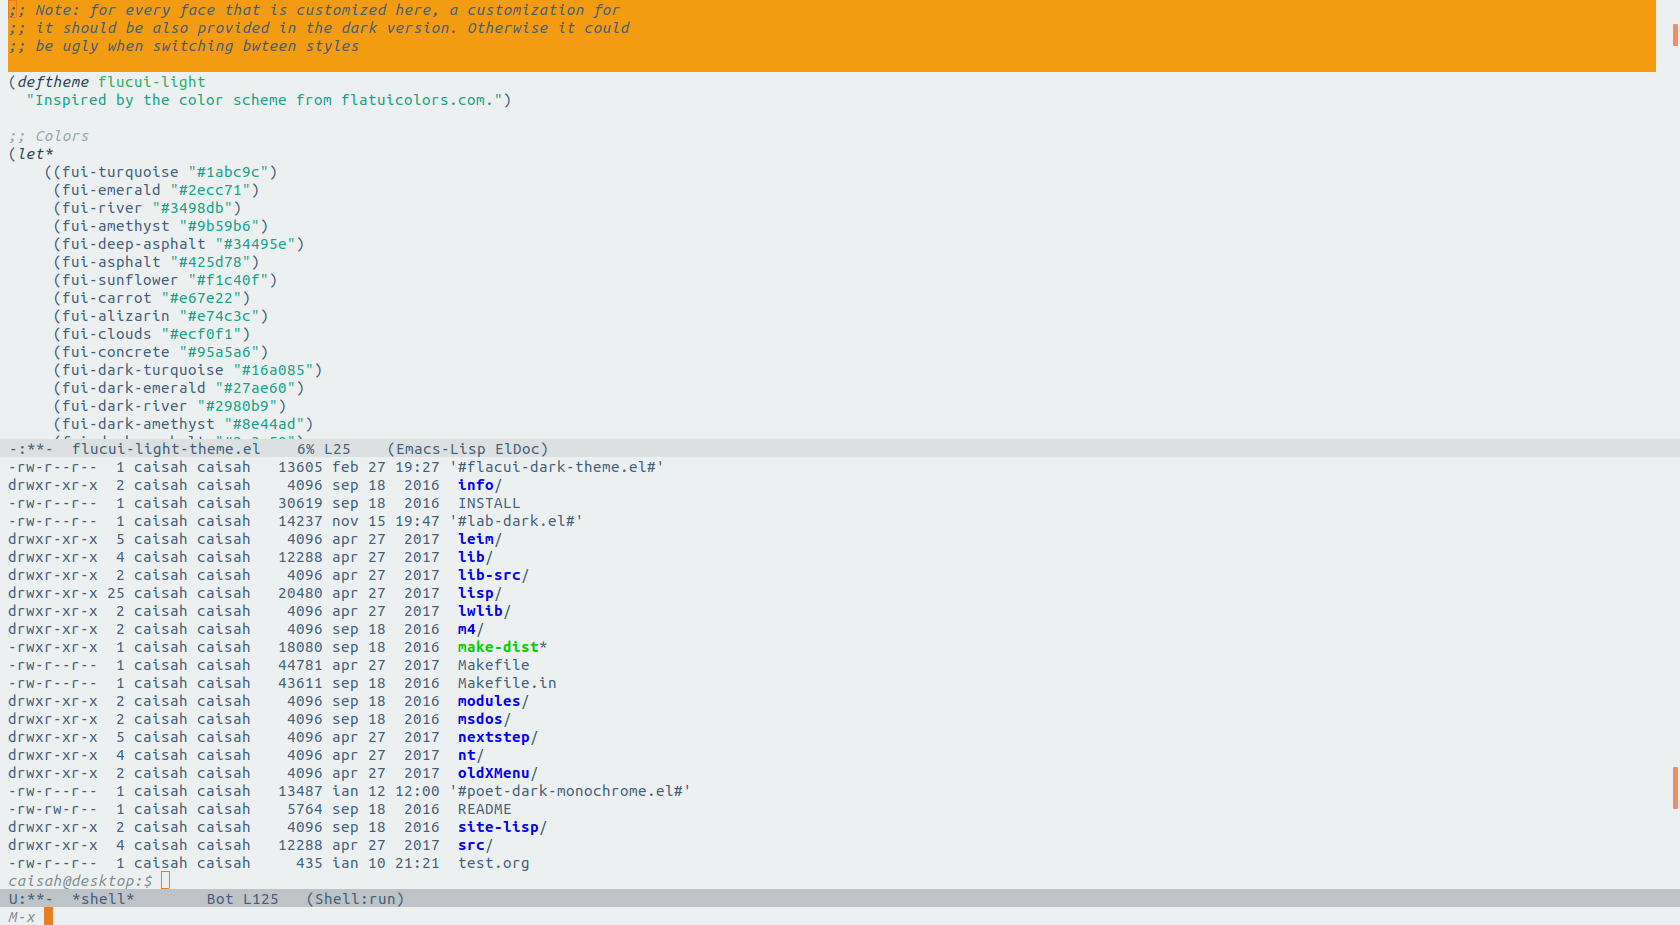 ;; Note: for every face that is customized here, a customization for
;; it should be also provided in the dark version. Otherwise it could
;; be ugly when switching bwteen styles
(deftheme flucui-light
"Inspired by the color scheme from flatuicolors.com.")
;; Colors
(let*
((fui-turquoise "#1abc9c")
(fui-emerald "#2ecc71")
(fui-river "#3498db")
(fui-amethyst "#9b59b6")
(fui-deep-asphalt "#34495e")
(fui-asphalt "#425d78")
(fui-sunflower "#f1c40f")
(fui-carrot "#e67e22")
(fui-alizarin "#e74c3c")
(fui-clouds "#ecf0f1")
(fui-concrete "#95a5a6")
(fui-dark-turquoise "#16a085")
(fui-dark-emerald "#27ae60")
(fui-dark-river "#2980b9")
(fui-dark-amethyst "#8e44ad")
-:**-  flucui-light-theme.el    6% L25    (Emacs-Lisp ElDoc)
-rw-r--r--  1 caisah caisah   13605 feb 27 19:27 '#flacui-dark-theme.el#'
drwxr-xr-x  2 caisah caisah    4096 sep 18  2016  info/
-rw-r--r--  1 caisah caisah   30619 sep 18  2016  INSTALL
-rw-r--r--  1 caisah caisah   14237 nov 15 19:47 '#lab-dark.el#'
drwxr-xr-x  5 caisah caisah    4096 apr 27  2017  leim/
drwxr-xr-x  4 caisah caisah   12288 apr 27  2017  lib/
drwxr-xr-x  2 caisah caisah    4096 apr 27  2017  lib-src/
drwxr-xr-x 25 caisah caisah   20480 apr 27  2017  lisp/
drwxr-xr-x  2 caisah caisah    4096 apr 27  2017  lwlib/
drwxr-xr-x  2 caisah caisah    4096 sep 18  2016  m4/
-rwxr-xr-x  1 caisah caisah   18080 sep 18  2016  make-dist*
-rw-r--r--  1 caisah caisah   44781 apr 27  2017  Makefile
-rw-r--r--  1 caisah caisah   43611 sep 18  2016  Makefile.in
drwxr-xr-x  2 caisah caisah    4096 sep 18  2016  modules/
drwxr-xr-x  2 caisah caisah    4096 sep 18  2016  msdos/
drwxr-xr-x  5 caisah caisah    4096 apr 27  2017  nextstep/
drwxr-xr-x  4 caisah caisah    4096 apr 27  2017  nt/
drwxr-xr-x  2 caisah caisah    4096 apr 27  2017  oldXMenu/
-rw-r--r--  1 caisah caisah   13487 ian 12 12:00 '#poet-dark-monochrome.el#'
-rw-rw-r--  1 caisah caisah    5764 sep 18  2016  README
drwxr-xr-x  2 caisah caisah    4096 sep 18  2016  site-lisp/
drwxr-xr-x  4 caisah caisah   12288 apr 27  2017  src/
-rw-r--r--  1 caisah caisah     435 ian 10 21:21  test.org
caisah@desktop:$
U:**-  *shell*        Bot L125   (Shell:run)
M-x